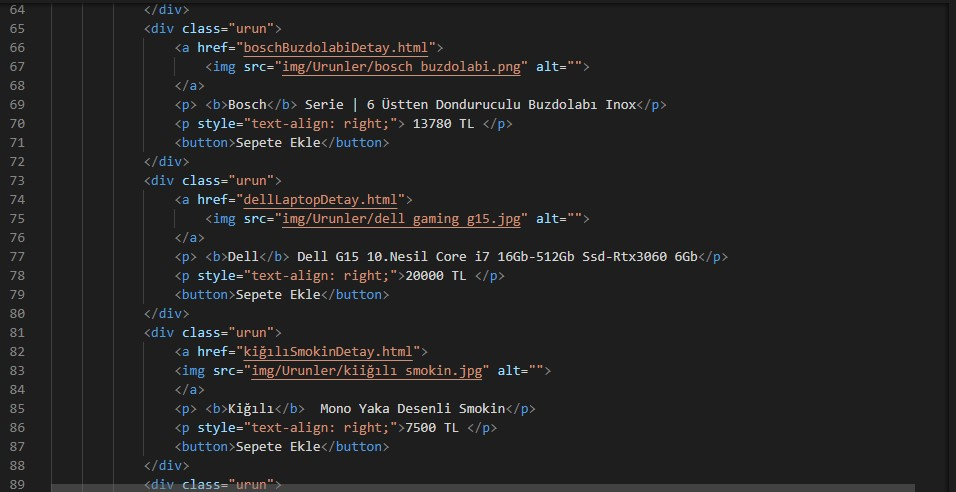 64 </div>
65 <div class="urun">
66 <a href="boschBuzdolabiDetay.html">
67 <img src="img/Urunler/bosch buzdolabi.png" alt="">
68 </a>
69 <p> <b>Bosch</b> Serie | 6 Üstten Donduruculu Buzdolabı Inox</p>
70 <p style="text-align: right;"> 13780 TL </p>
71 <button>Sepete Ekle</button>
72 </div>
73 <div class="urun">
74 <a href="dellLaptopDetay.html">
75 <img src="img/Urunler/dell gaming g15.jpg" alt="">
76 </a>
77 <p> <b>Dell</b> Dell G15 10.Nesil Core i7 16Gb-512Gb Ssd-Rtx3060 6Gb</p>
78 <p style="text-align: right;">20000 TL </p>
79 <button>Sepete Ekle</button>
80 </div>
81 <div class="urun">
82 <a href="kiğılıSmokinDetay.html">
83 <img src="img/Urunler/kiiğılı smokin.jpg" alt="">
84 </a>
85 <p> <b>Kiğılı</b>  Mono Yaka Desenli Smokin</p>
86 <p style="text-align: right;">7500 TL </p>
87 <button>Sepete Ekle</button>
88 </div>
89 <div class="urun">